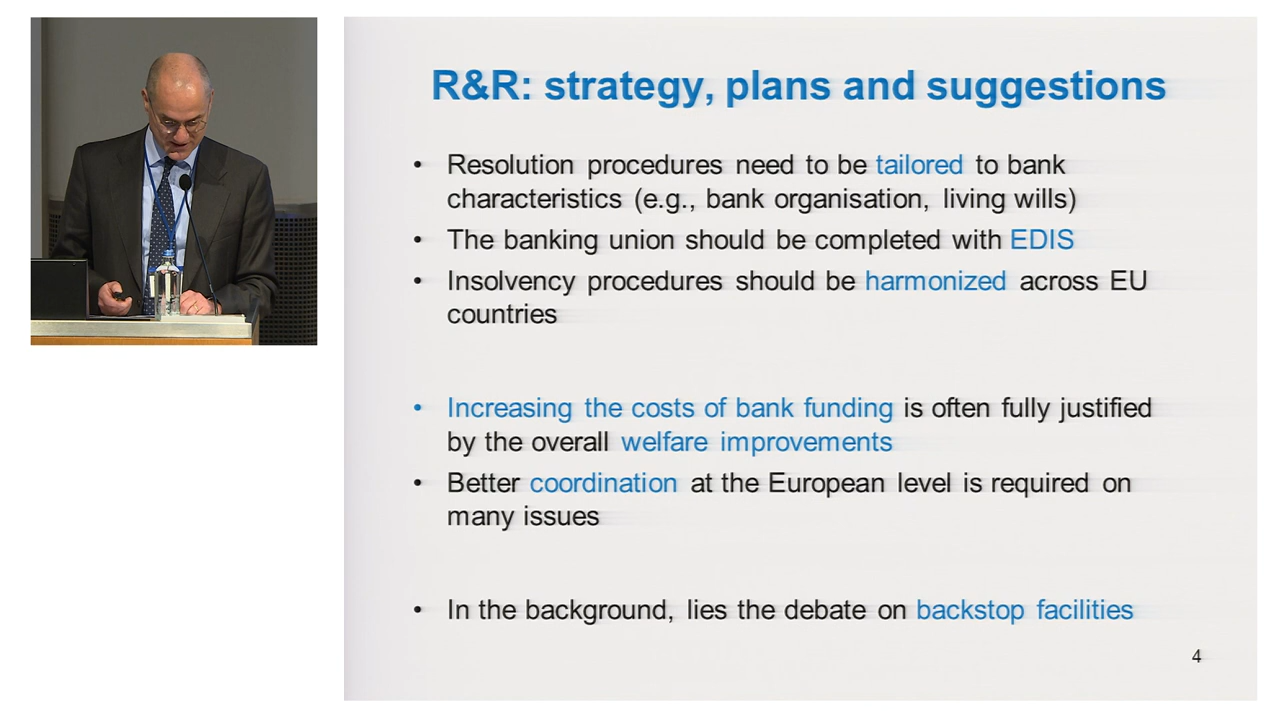 R&R: strategy, plans and suggestions
• Resolution procedures need to be tailored to bank
characteristics (e.g., bank organisation, living wills)
• The banking union should be completed with EDIS
• Insolvency procedures should be harmonized across EU
countries
• Increasing the costs of bank funding is often fully justified
by the overall welfare improvements
• Better coordination at the European level is required on
many issues
• In the background, lies the debate on backstop facilities
4